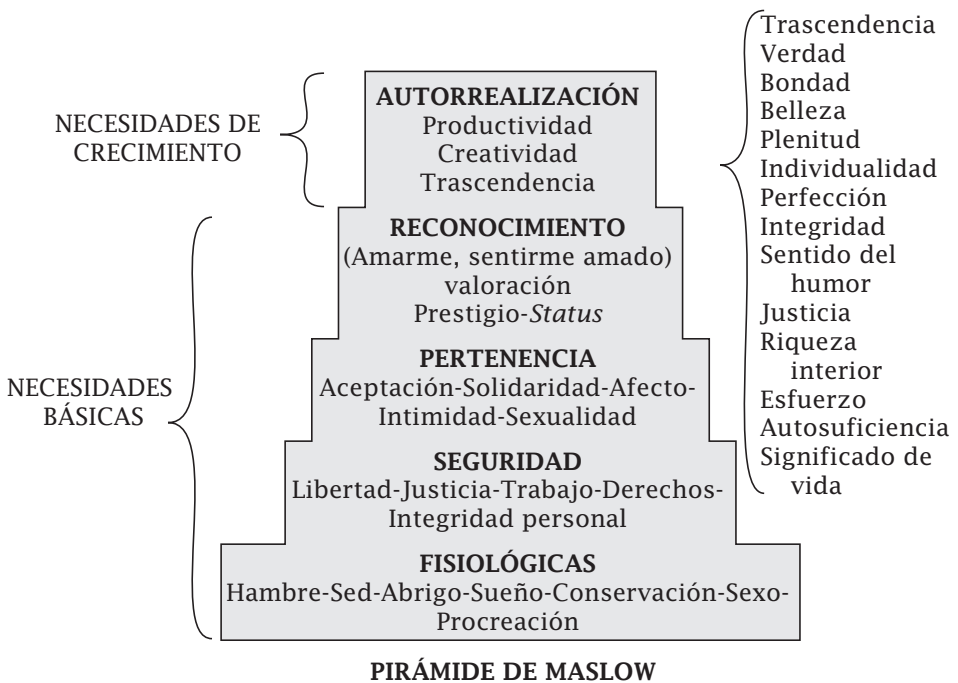 NECESIDADES DE
CRECIMIENTO
AUTORREALIZACIÓN
Productividad
Creatividad
Trascendencia
NECESIDADES
BÁSICAS
RECONOCIMIENTO
(Amarme, sentirme amado)
valoración
Prestigio-Status
PERTENENCIA
Aceptación-Solidaridad-Afecto-
Intimidad-Sexualidad
SEGURIDAD
Libertad-Justicia-Trabajo-Derechos-
Integridad personal
FISIOLÓGICAS
Hambre-Sed-Abrigo-Sueño-Conservación-Sexo-
Procreación
Trascendencia
Verdad
Bondad
Belleza
Plenitud
Individualidad
Perfección
Integridad
Sentido del
humor
Justicia
Riqueza
interior
Esfuerzo
Autosuficiencia
Significado de
vida
PIRÁMIDE DE MASLOW